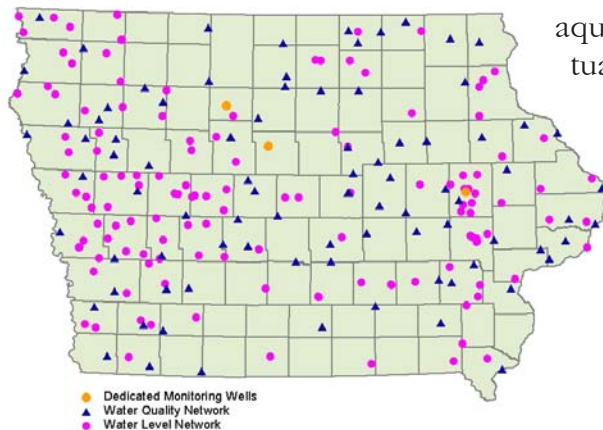 aqu
tua
Dedicated Monitoring Wells
Water Quality Network
Water Level Network